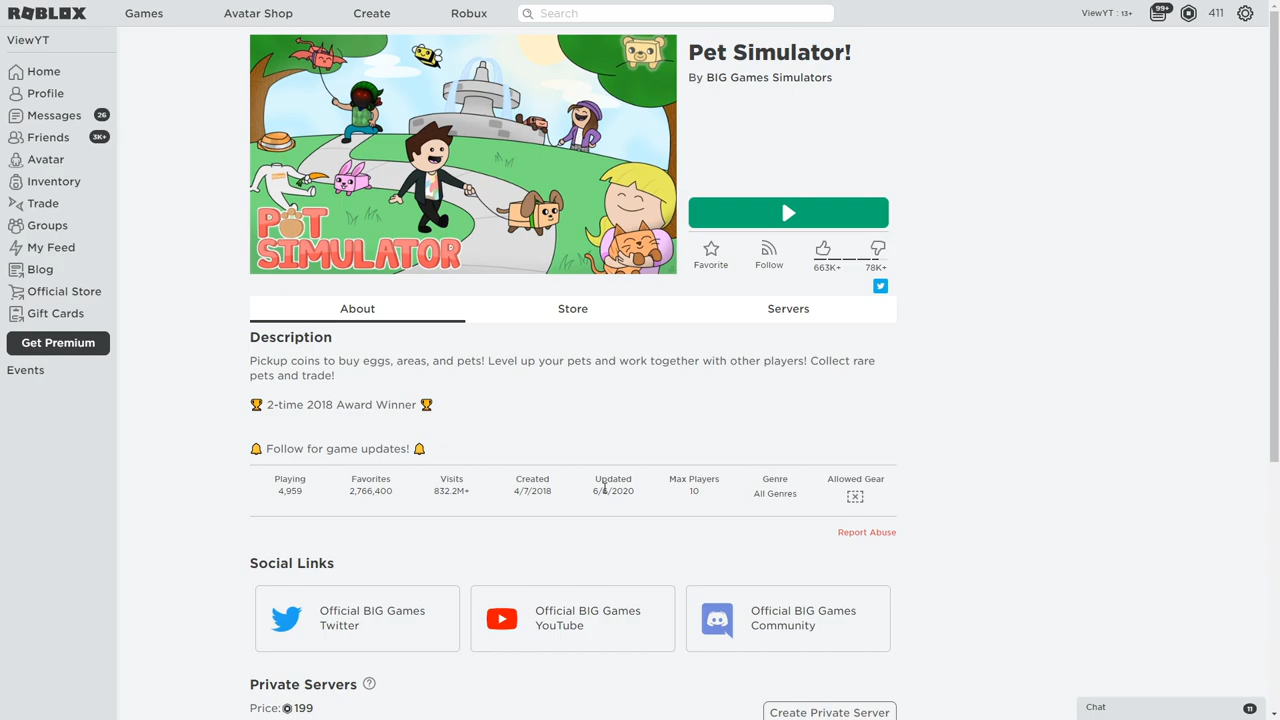 ROBLOX
Games
Avatar Shop
Create
Robux
Search
ViewYT : 13+
99+
411
ViewYT
Home
Profile
Messages
26
Friends
3K+
Avatar
Inventory
Trade
Groups
My Feed
Blog
Official Store
Gift Cards
Get Premium
Events
PET
SIMULATOR
Pet Simulator!
By BIG Games Simulators
Favorite
Follow
663K+
78K+
About
Store
Servers
Description
Pickup coins to buy eggs, areas, and pets! Level up your pets and work together with other players! Collect rare
pets and trade!
🏆 2-time 2018 Award Winner 🏆
🔔 Follow for game updates! 🔔
Playing
4,959
Favorites
2,766,400
Visits
832.2M+
Created
4/7/2018
Updated
Max Players
10
Genre
All Genres
Allowed Gear
Report Abuse
Social Links
Official BIG Games
Twitter
Official BIG Games
YouTube
Official BIG Games
Community
Private Servers
Price: 199
Create Private Server
Chat
11